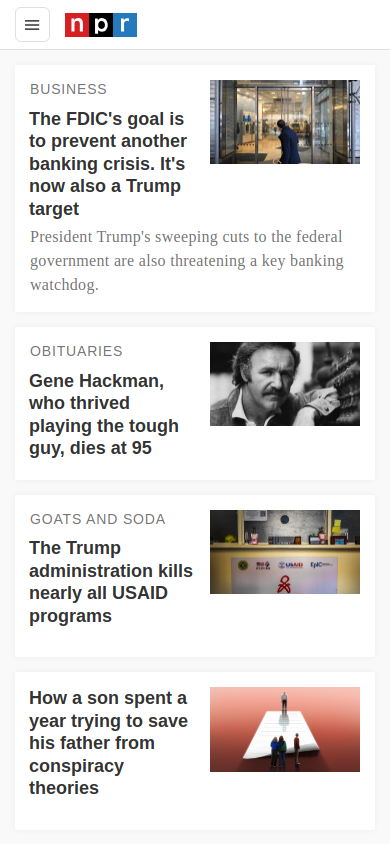 npr
BUSINESS
The FDIC's goal is
to prevent another
banking crisis. It's
now also a Trump
target
President Trump's sweeping cuts to the federal
government are also threatening a key banking
watchdog.
OBITUARIES
Gene Hackman,
who thrived
playing the tough
guy, dies at 95
GOATS AND SODA
The Trump
administration kills
nearly all USAID
programs
USAID
EpiC
How a son spent a
year trying to save
his father from
conspiracy
theories